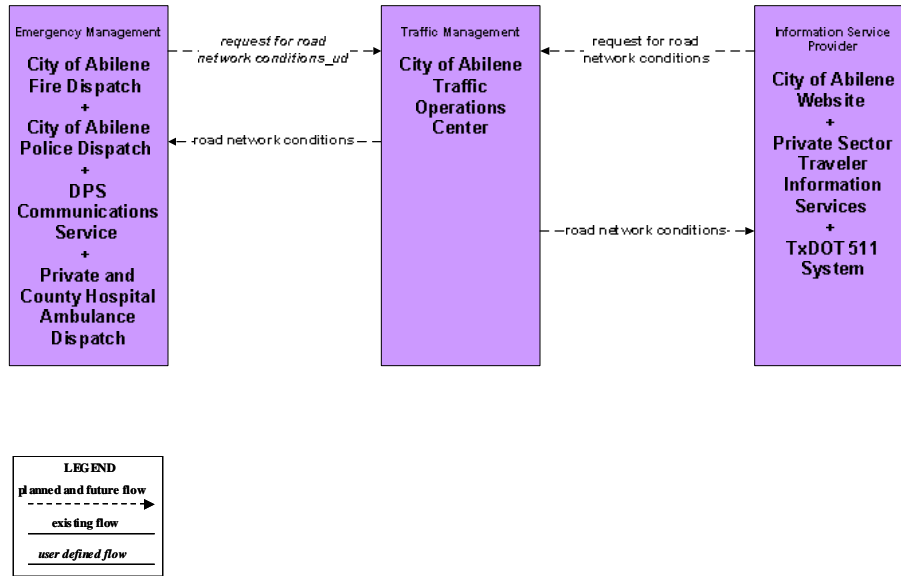 Emergency Management
City of Abilene
Fire Dispatch
+
City of Abilene
Police Dispatch
+
DPS
Communications
Service
+
Private and
County Hospital
Ambulance
Dispatch
request for road
network conditions_ud
road network conditions
Traffic Management
City of Abilene
Traffic
Operations
Center
request for road
network conditions
road network conditions
Information Service
Provider
City of Abilene
Website
+
Private Sector
Traveler
Information
Services
+
TxDOT 511
System
LEGEND
planned and future flow
existing flow
user defined flow